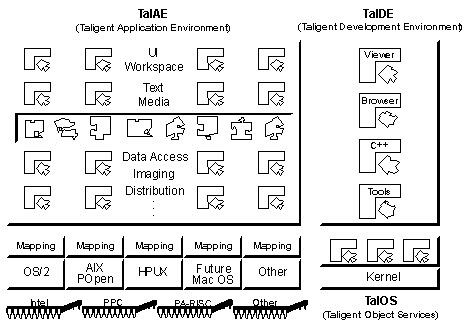 TalAE
(Taligent Application Environment)
UI
Workspace
Text
Media
Data Access
Imaging
Distribution
TalDE
(Taligent Development Environment)
Viewer
Browser
C++
Tools
Mapping Mapping Mapping Mapping Mapping
OS/2
AIX
POpen
HPUX
Future
Mac OS
Other
Intel PPC PA-RISC Other
Kernel
TalOS
(Taligent Object Services)